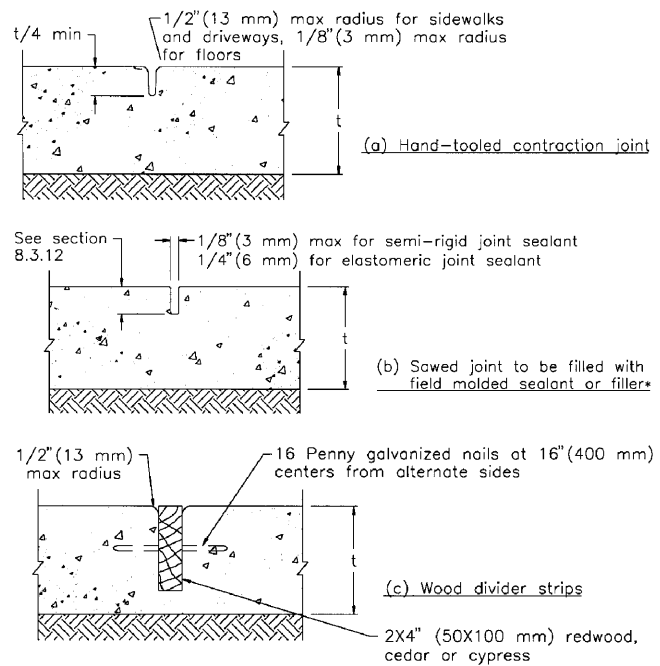 t/4 min
1/2"(13 mm) max radius for sidewalks
and driveways, 1/8"(3 mm) max radius
for floors
t
(a) Hand-tooled contraction joint
See section
8.3.12
1/8"(3 mm) max for semi-rigid joint sealant
1/4"(6 mm) for elastomeric joint sealant
t
(b) Sawed joint to be filled with
field molded sealant or filler*
1/2"(13 mm)
max radius
16 Penny galvanized nails at 16"(400 mm)
centers from alternate sides
t
(c) Wood divider strips
2X4" (50X100 mm) redwood,
cedar or cypress